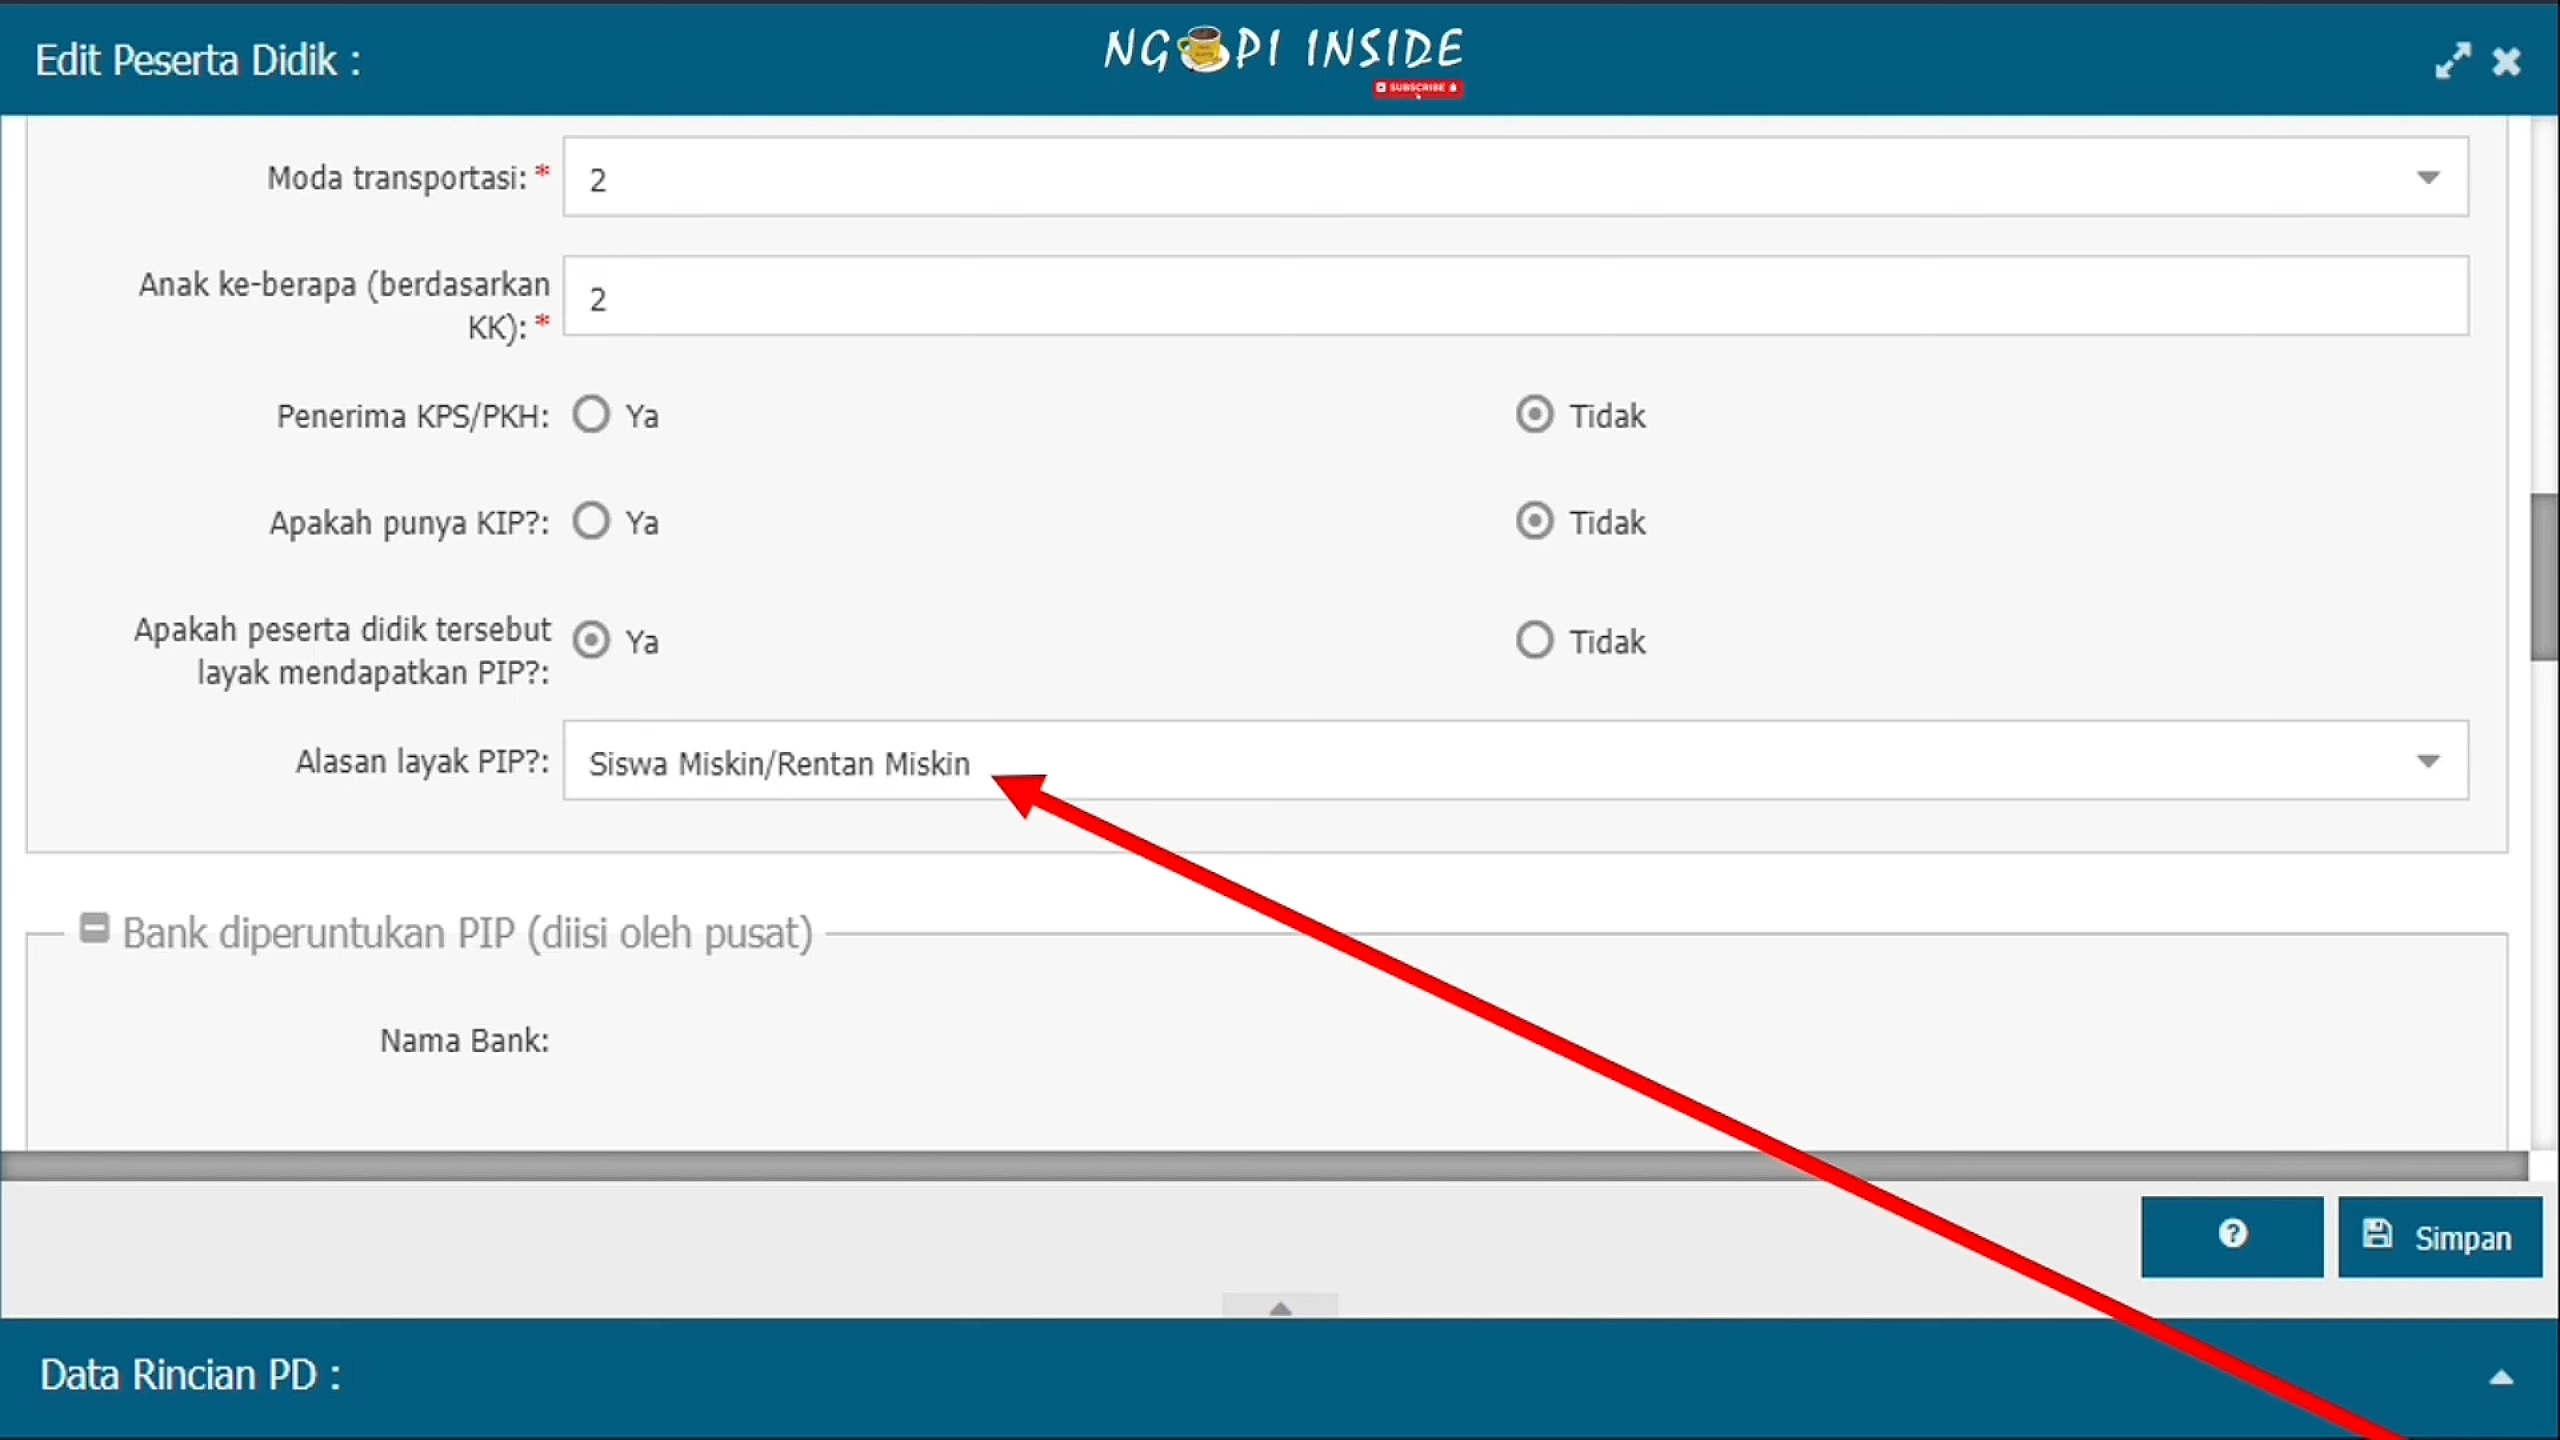 Edit Peserta Didik :
NGOPI INSIDE
SUBSCRIBE
Moda transportasi: * 2
Anak ke-berapa (berdasarkan
KK): * 2
Penerima KPS/PKH: Ya Tidak
Apakah punya KIP?: Ya Tidak
Apakah peserta didik tersebut
layak mendapatkan PIP?: Ya Tidak
Alasan layak PIP?: Siswa Miskin/Rentan Miskin
Bank diperuntukan PIP (diisi oleh pusat)
Nama Bank:
? Simpan
Data Rincian PD :